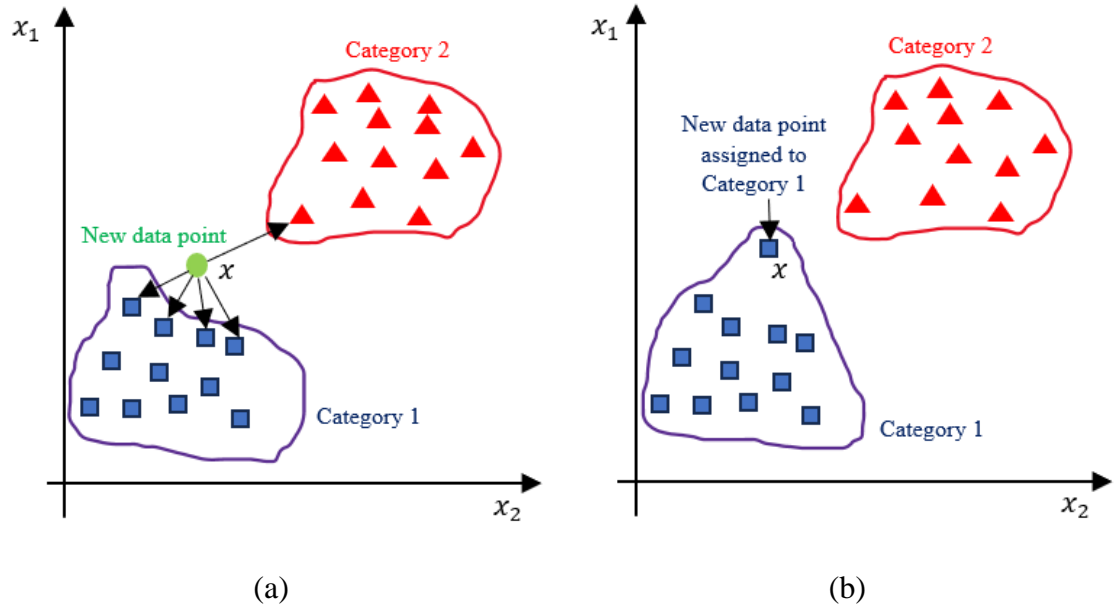 x₁
Category 2
New data point
x
Category 1
x₂
(a)
x₁
Category 2
New data point
assigned to
Category 1
x
Category 1
x₂
(b)